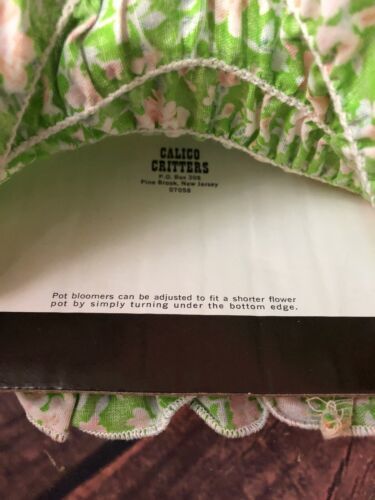 CALICO
CRITTERS
P.O. Box 306
Pine Brook, New Jersey
07058
Pot bloomers can be adjusted to fit a shorter flower
pot by simply turning under the bottom edge.